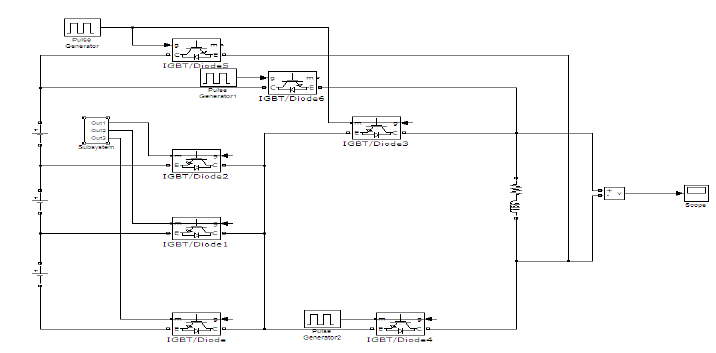 Pulse
Generator
g
m
C
E
IGBT/Diode5
Pulse
Generator1
g
m
C
E
IGBT/Diode6
m
g
E
C
IGBT/Diode3
Out1
Out2
Out3
Subsystem
m
g
E
C
IGBT/Diode2
m
g
E
C
IGBT/Diode1
+
-
v
Scope
m
g
E
C
IGBT/Diode
Pulse
Generator2
m
g
E
C
IGBT/Diode4